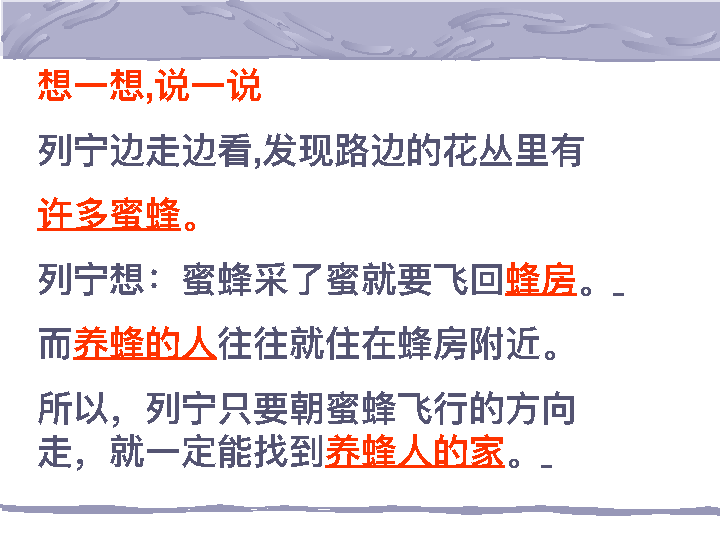 想一想,说一说
列宁边走边看,发现路边的花丛里有
许多蜜蜂。
列宁想：蜜蜂采了蜜就要飞回蜂房。_
而养蜂的人往往就住在蜂房附近。
所以，列宁只要朝蜜蜂飞行的方向
走，就一定能找到养蜂人的家。_